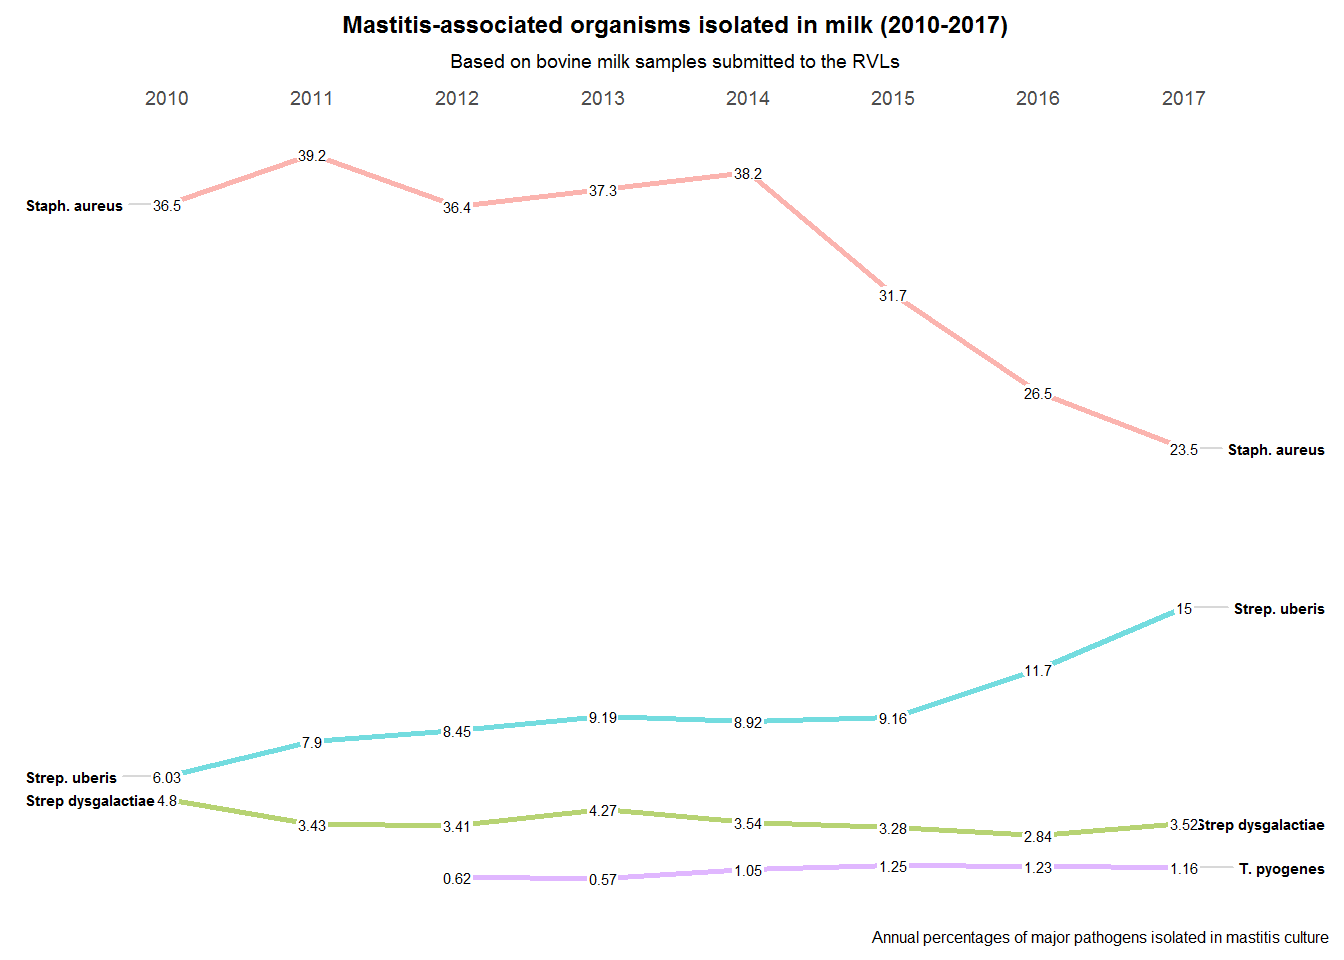 Mastitis-associated organisms isolated in milk (2010-2017)
Based on bovine milk samples submitted to the RVLs
2010 2011 2012 2013 2014 2015 2016 2017
39.2
38.2
37.3
Staph. aureus 36.5 36.4
31.7
26.5
23.5 Staph. aureus
15 Strep. uberis
11.7
9.19 8.92 9.16
8.45
7.9
Strep. uberis 6.03
Strep dysgalactiae 4.8
4.27
3.43 3.41 3.54 3.28 3.52 Strep dysgalactiae
2.84
1.05 1.25 1.23 1.16 T. pyogenes
0.62 0.57
Annual percentages of major pathogens isolated in mastitis culture